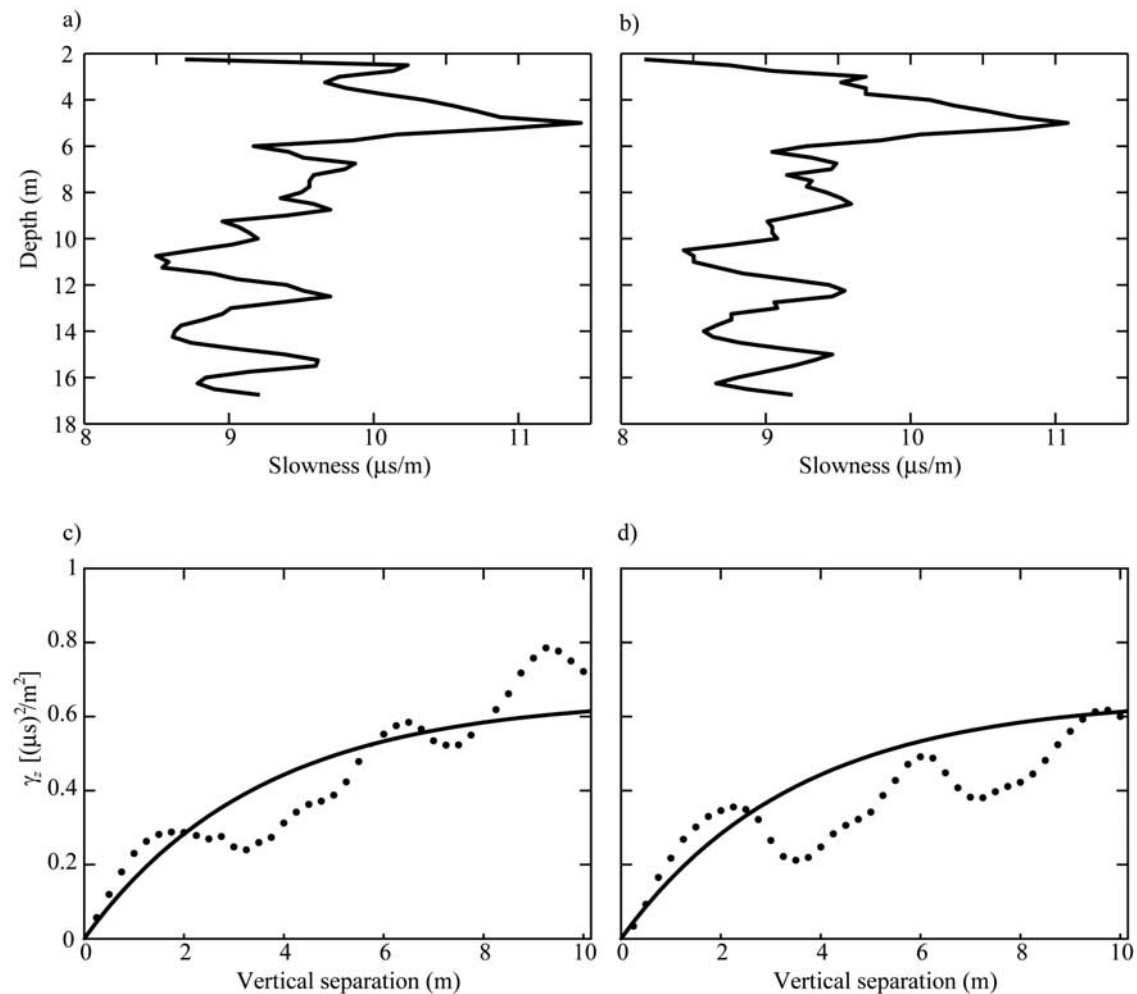 a)
b)
2
4
6
8
10
12
14
16
18
Depth (m)
8 9 10 11
Slowness (μs/m)
8 9 10 11
Slowness (μs/m)
c)
d)
1
0.8
0.6
0.4
0.2
0
γz [(μs)²/m²]
0 2 4 6 8 10
Vertical separation (m)
0 2 4 6 8 10
Vertical separation (m)